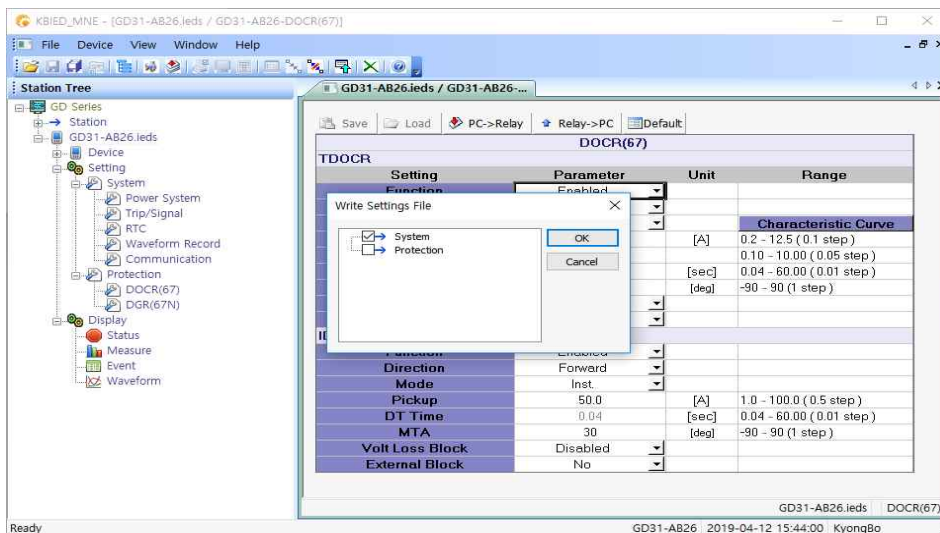 KBIED_MNE - [GD31-AB26.ieds / GD31-AB26-DOCR(67)]
File Device View Window Help
Station Tree
GD31-AB26.ieds / GD31-AB26-...
GD Series
Station
GD31-AB26.ieds
Device
Setting
System
Power System
Trip/Signal
RTC
Waveform Record
Communication
Protection
DOCR(67)
DGR(67N)
Display
Status
Measure
Event
Waveform
Save Load PC->Relay Relay->PC Default
DOCR(67)
TDOCR
Setting Parameter Unit Range
Function Enabled
Characteristic Curve
[A] 0.2 - 12.5 ( 0.1 step )
0.10 - 10.00 ( 0.05 step )
[sec] 0.04 - 60.00 ( 0.01 step )
[deg] -90 - 90 (1 step )
Write Settings File
System
Protection
OK
Cancel
Function Enabled
Direction Forward
Mode Inst.
Pickup 50.0 [A] 1.0 - 100.0 ( 0.5 step )
DT Time 0.04 [sec] 0.04 - 60.00 ( 0.01 step )
MTA 30 [deg] -90 - 90 (1 step )
Volt Loss Block Disabled
External Block No
GD31-AB26.ieds DOCR(67)
Ready GD31-AB26 2019-04-12 15:44:00 KyongBo